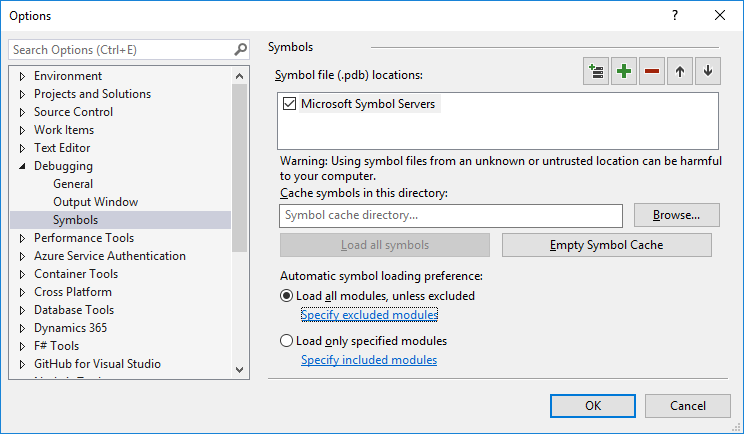 Options
Search Options (Ctrl+E)
Environment
Projects and Solutions
Source Control
Work Items
Text Editor
Debugging
General
Output Window
Symbols
Performance Tools
Azure Service Authentication
Container Tools
Cross Platform
Database Tools
Dynamics 365
F# Tools
GitHub for Visual Studio
Symbols
Symbol file (.pdb) locations:
Microsoft Symbol Servers
Warning: Using symbol files from an unknown or untrusted location can be harmful
to your computer.
Cache symbols in this directory:
Symbol cache directory...
Browse...
Load all symbols
Empty Symbol Cache
Automatic symbol loading preference:
Load all modules, unless excluded
Specify excluded modules
Load only specified modules
Specify included modules
OK
Cancel